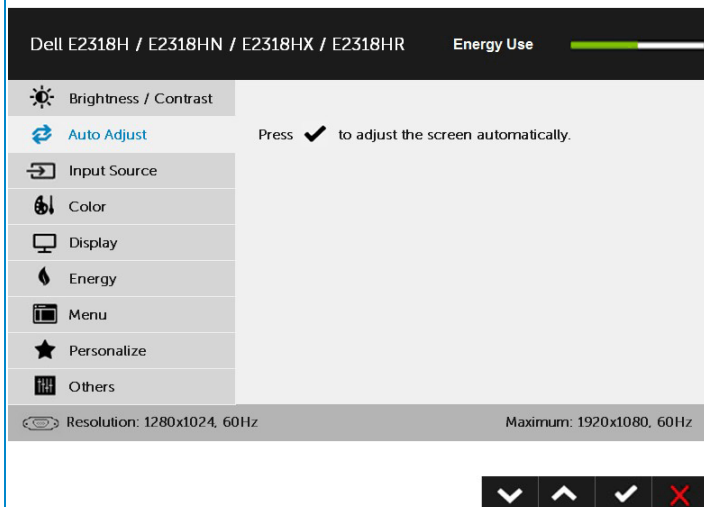 Dell E2318H / E2318HN / E2318HX / E2318HR Energy Use
Brightness / Contrast
Auto Adjust
Press to adjust the screen automatically.
Input Source
Color
Display
Energy
Menu
Personalize
Others
Resolution: 1280x1024, 60Hz Maximum: 1920x1080, 60Hz